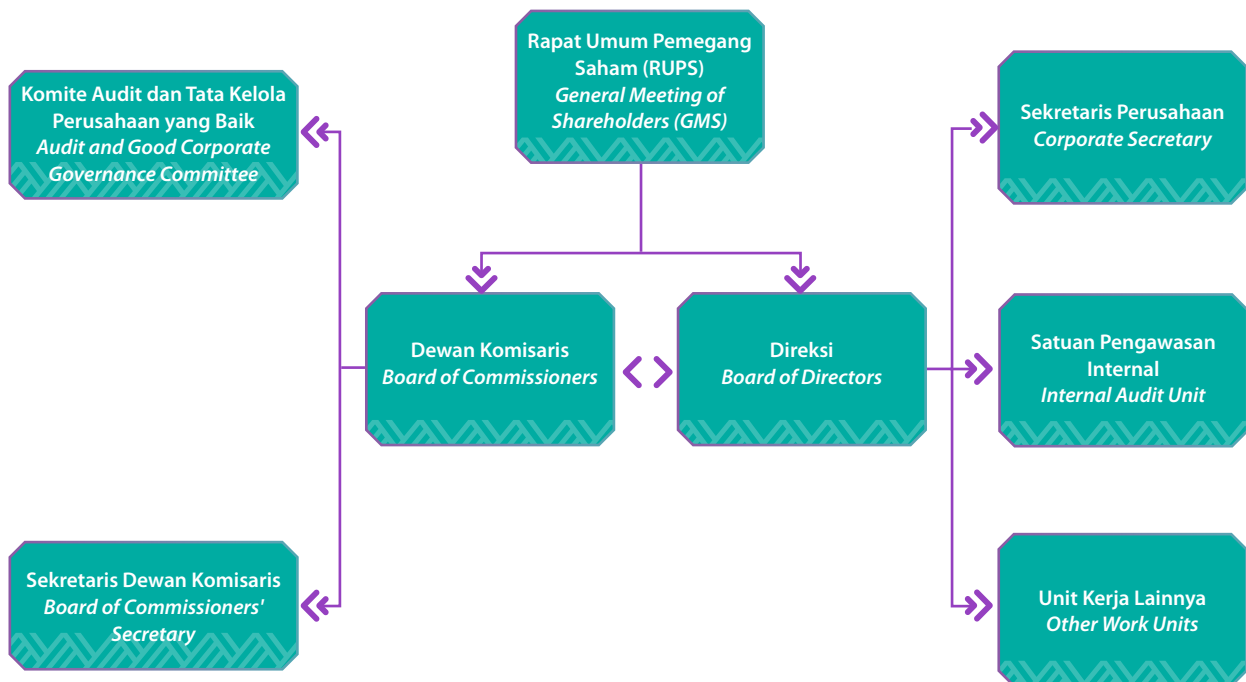 Rapat Umum Pemegang
Saham (RUPS)
General Meeting of
Shareholders (GMS)
Komite Audit dan Tata Kelola
Perusahaan yang Baik
Audit and Good Corporate
Governance Committee
Sekretaris Perusahaan
Corporate Secretary
Dewan Komisaris
Board of Commissioners
Direksi
Board of Directors
Satuan Pengawasan
Internal
Internal Audit Unit
Sekretaris Dewan Komisaris
Board of Commissioners'
Secretary
Unit Kerja Lainnya
Other Work Units